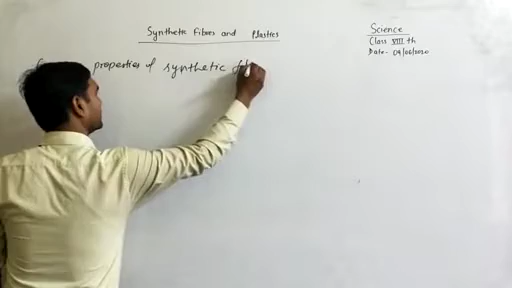 Synthetic Fibres and Plastics
Science
Class VIII th
Date- 04/06/2020
properties of synthetic